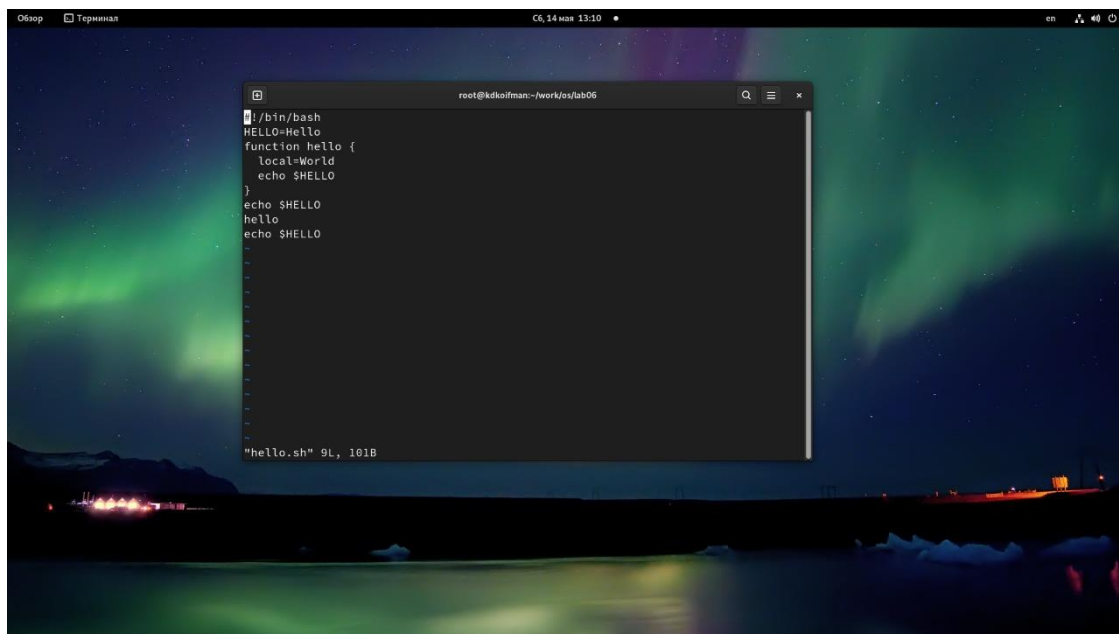 Обзор Терминал Сб, 14 мая 13:10 en
root@kdkoifman:~/work/os/lab06
#!/bin/bash
HELLO=Hello
function hello {
  local=World
  echo $HELLO
}
echo $HELLO
hello
echo $HELLO
~
~
~
~
~
~
~
~
~
~
~
~
~
~
"hello.sh" 9L, 101B